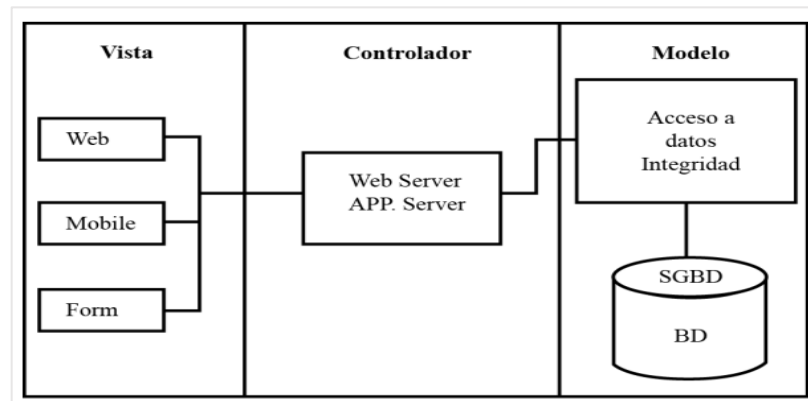 Vista
Web
Mobile
Form
Controlador
Web Server
APP. Server
Modelo
Acceso a
datos
Integridad
SGBD
BD